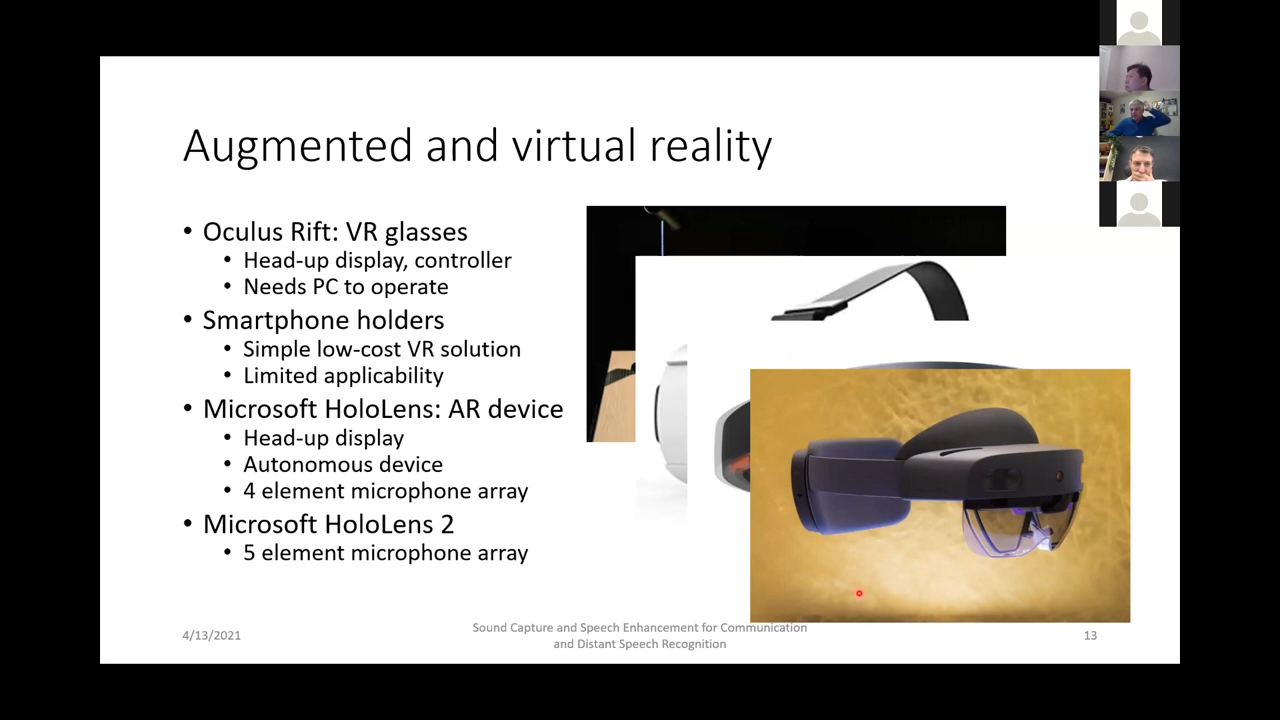 Augmented and virtual reality
• Oculus Rift: VR glasses
• Head-up display, controller
• Needs PC to operate
• Smartphone holders
• Simple low-cost VR solution
• Limited applicability
• Microsoft HoloLens: AR device
• Head-up display
• Autonomous device
• 4 element microphone array
• Microsoft HoloLens 2
• 5 element microphone array
4/13/2021
Sound Capture and Speech Enhancement for Communication
and Distant Speech Recognition
13